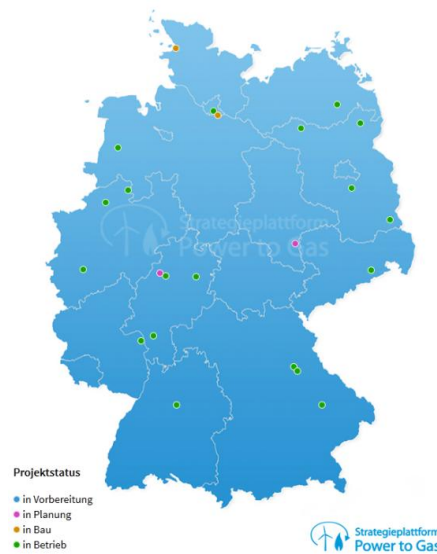 Strategieplattform
Power to Gas
Projektstatus
in Vorbereitung
in Planung
in Bau
in Betrieb
Strategieplattform
Power to Gas